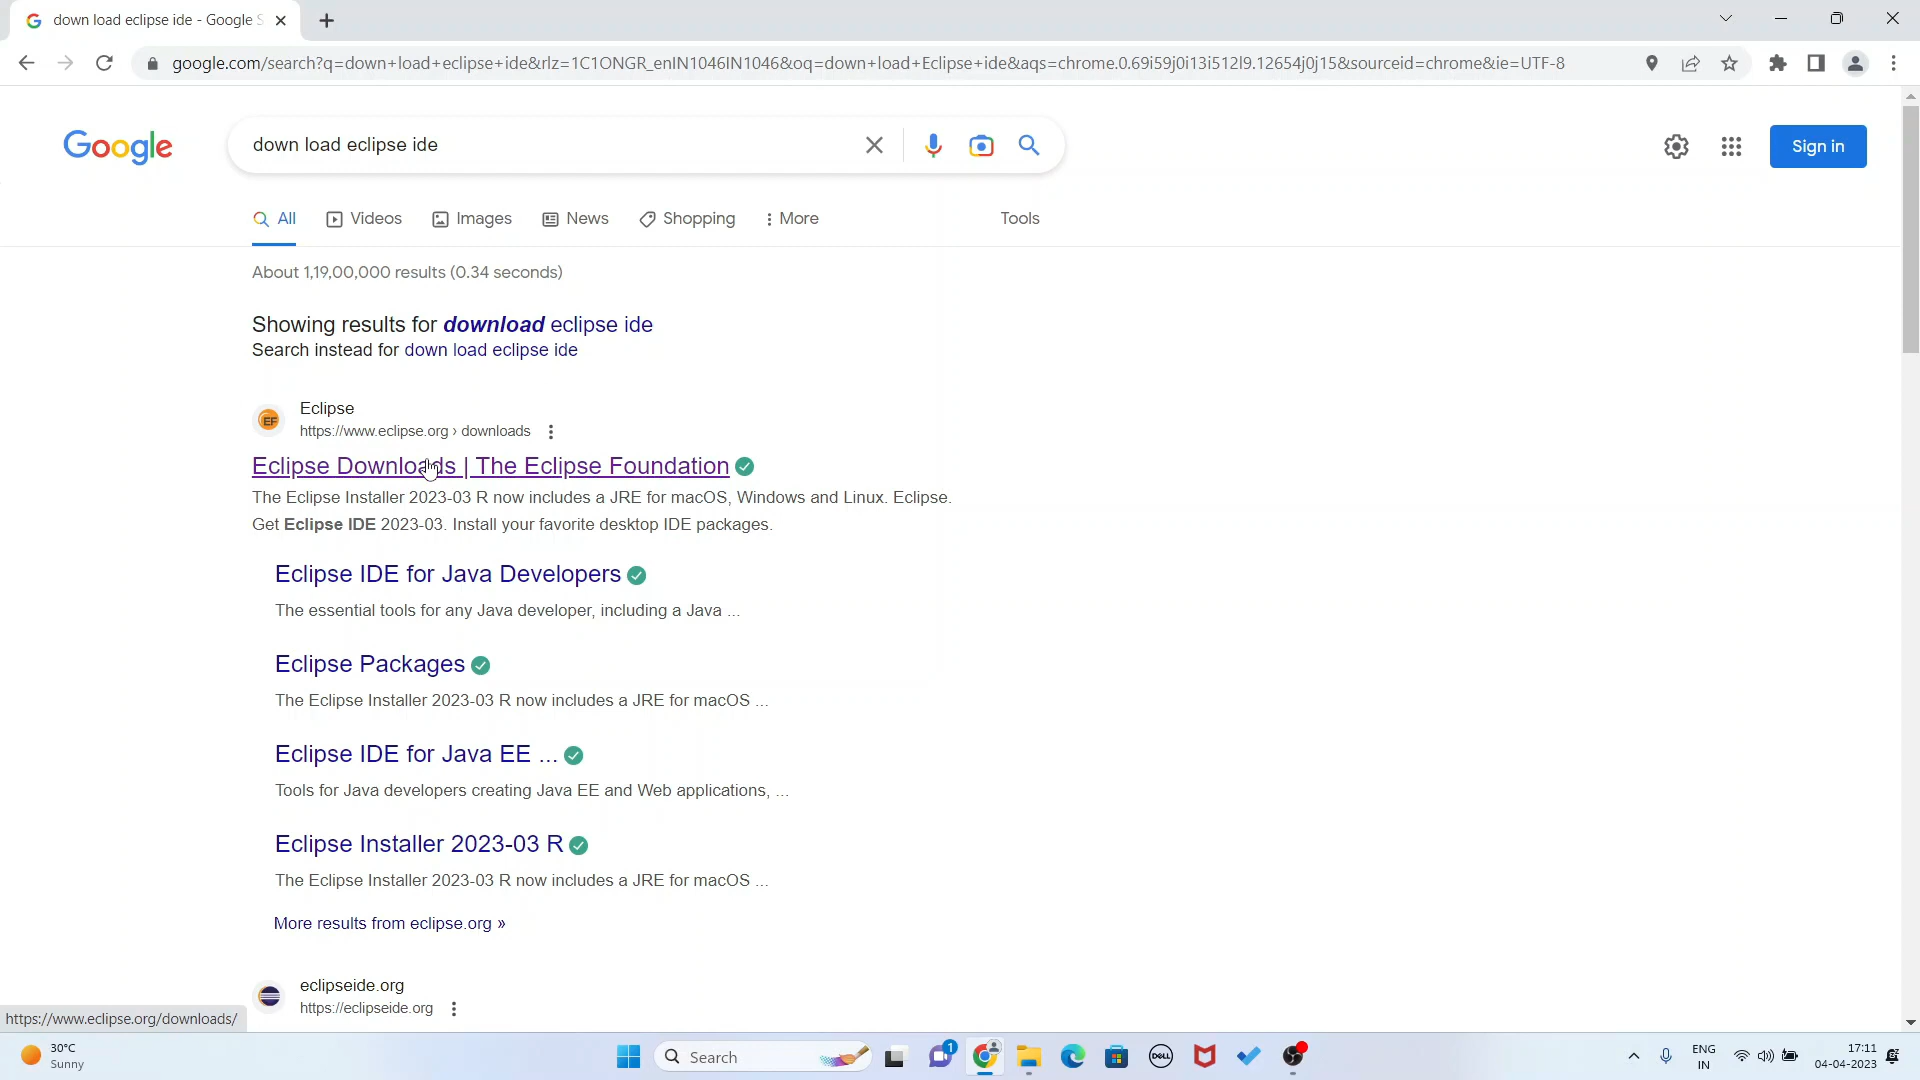 down load eclipse ide - Google S
google.com/search?q=down+load+eclipse+ide&rlz=1C1ONGR_enIN1046IN1046&oq=down+load+Eclipse+ide&aqs=chrome.0.69i59j0i13i512l9.12654j0j15&sourceid=chrome&ie=UTF-8
Google
down load eclipse ide
Sign in
All Videos Images News Shopping More Tools
About 1,19,00,000 results (0.34 seconds)
Showing results for download eclipse ide
Search instead for down load eclipse ide
EF
Eclipse
https://www.eclipse.org › downloads
Eclipse Downloads | The Eclipse Foundation
The Eclipse Installer 2023-03 R now includes a JRE for macOS, Windows and Linux. Eclipse.
Get Eclipse IDE 2023-03. Install your favorite desktop IDE packages.
Eclipse IDE for Java Developers
The essential tools for any Java developer, including a Java ...
Eclipse Packages
The Eclipse Installer 2023-03 R now includes a JRE for macOS ...
Eclipse IDE for Java EE ...
Tools for Java developers creating Java EE and Web applications, ...
Eclipse Installer 2023-03 R
The Eclipse Installer 2023-03 R now includes a JRE for macOS ...
More results from eclipse.org »
eclipseide.org
https://eclipseide.org
https://www.eclipse.org/downloads/
30°C
Sunny
Search
1
DELL
ENG
IN
17:11
04-04-2023